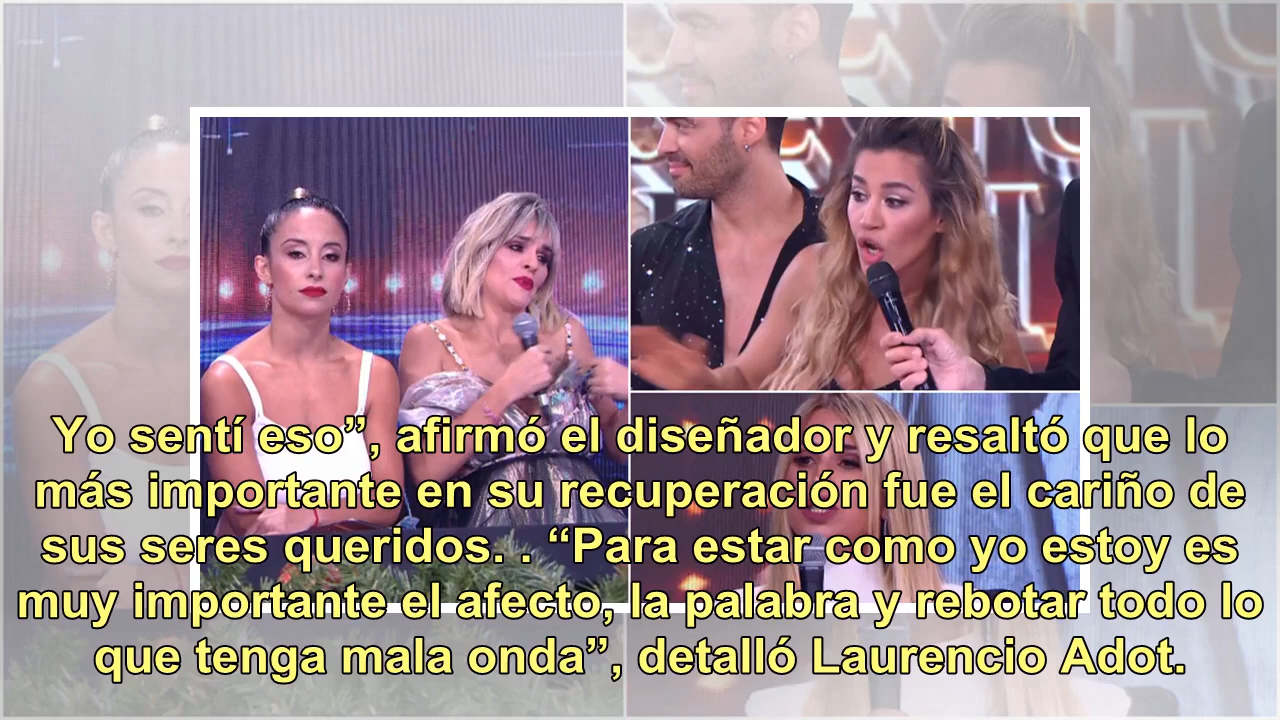 Yo sentí eso”, afirmó el diseñador y resaltó que lo
más importante en su recuperación fue el cariño de
sus seres queridos. . “Para estar como yo estoy es
muy importante el afecto, la palabra y rebotar todo lo
que tenga mala onda”, detalló Laurencio Adot.